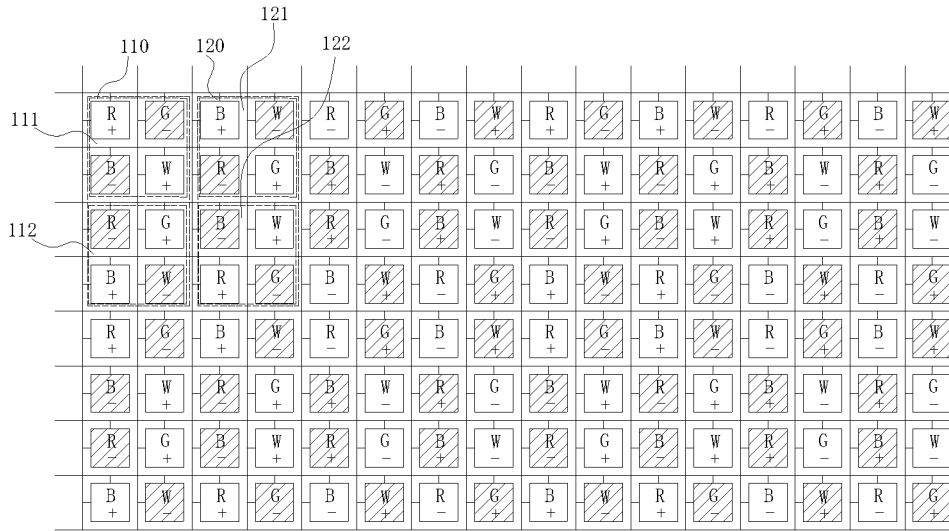 121
110
120
122
R G B W R G B W R G B W R G B W
+ - + - - + - + + - + - - + - +
111
B W R G B W R G B W R G B W R G
- + - + + - + - - + - + + - + -
R G B W R G B W R G B W R G B W
- + - + + - + - - + - + + - + -
112
B W R G B W R G B W R G B W R G
+ - + - - + - + + - + - - + - +
R G B W R G B W R G B W R G B W
+ - + - - + - + + - + - - + - +
B W R G B W R G B W R G B W R G
- + - + + - + - - + - + + - + -
R G B W R G B W R G B W R G B W
- + - + + - + - - + - + + - + -
B W R G B W R G B W R G B W R G
+ - + - - + - + + - + - - + - +